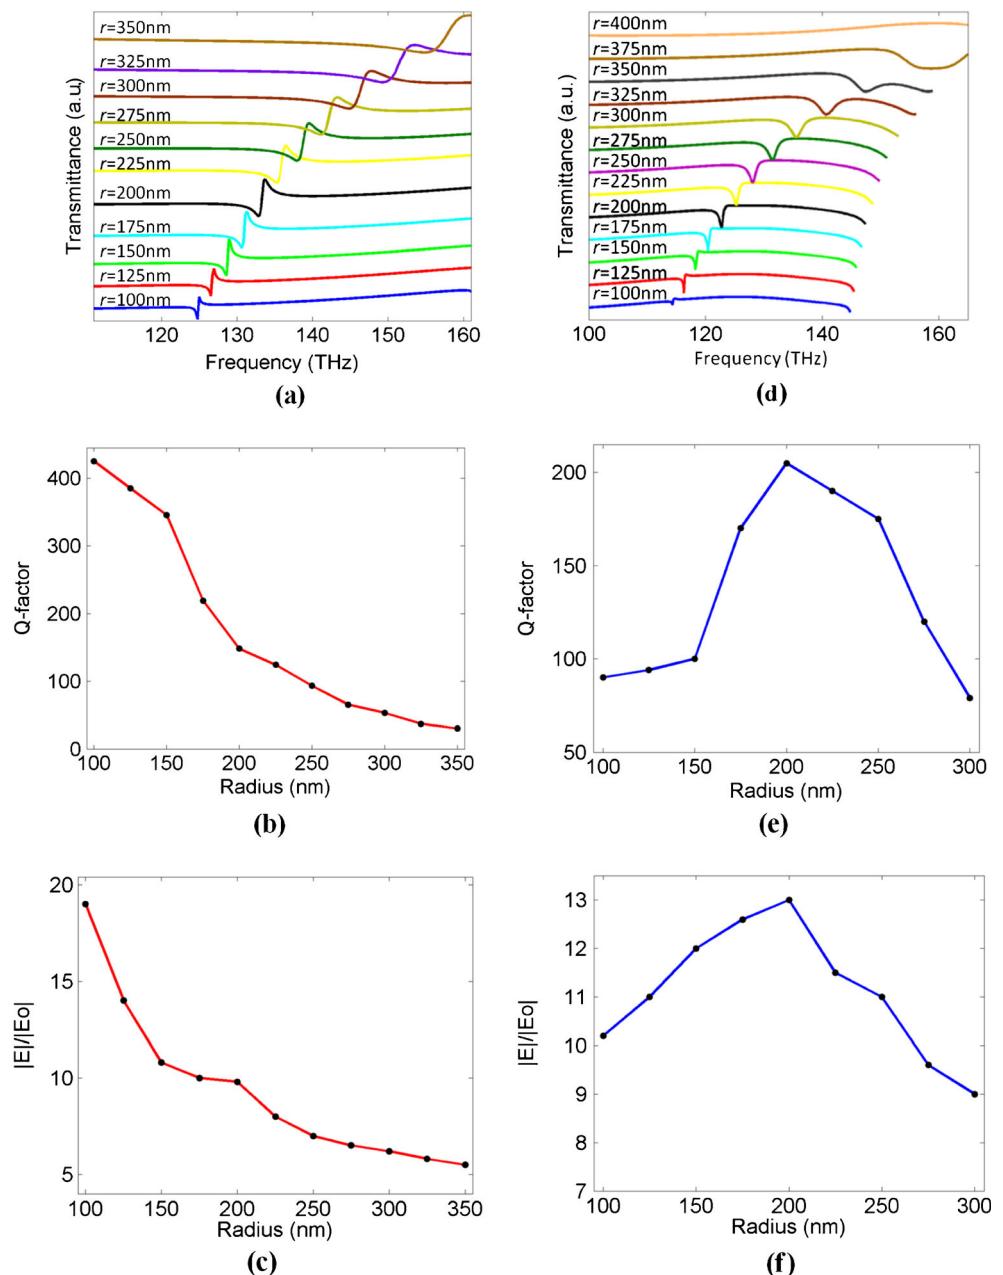 r=350nm
r=325nm
r=300nm
r=275nm
r=250nm
r=225nm
r=200nm
r=175nm
r=150nm
r=125nm
r=100nm
Transmittance (a.u)
120 130 140 150 160
Frequency (THz)
(a)
r=400nm
r=375nm
r=350nm
r=325nm
r=300nm
r=275nm
r=250nm
r=225nm
r=200nm
r=175nm
r=150nm
r=125nm
r=100nm
Transmittance (a.u.)
100 120 140 160
Frequency (THz)
(d)
400
300
200
100
0
Q-factor
100 150 200 250 300 350
Radius (nm)
(b)
200
150
100
50
Q-factor
100 150 200 250 300
Radius (nm)
(e)
20
15
10
5
|E|/|Eo|
100 150 200 250 300 350
Radius (nm)
(c)
13
12
11
10
9
8
7
|E|/|Eo|
100 150 200 250 300
Radius (nm)
(f)